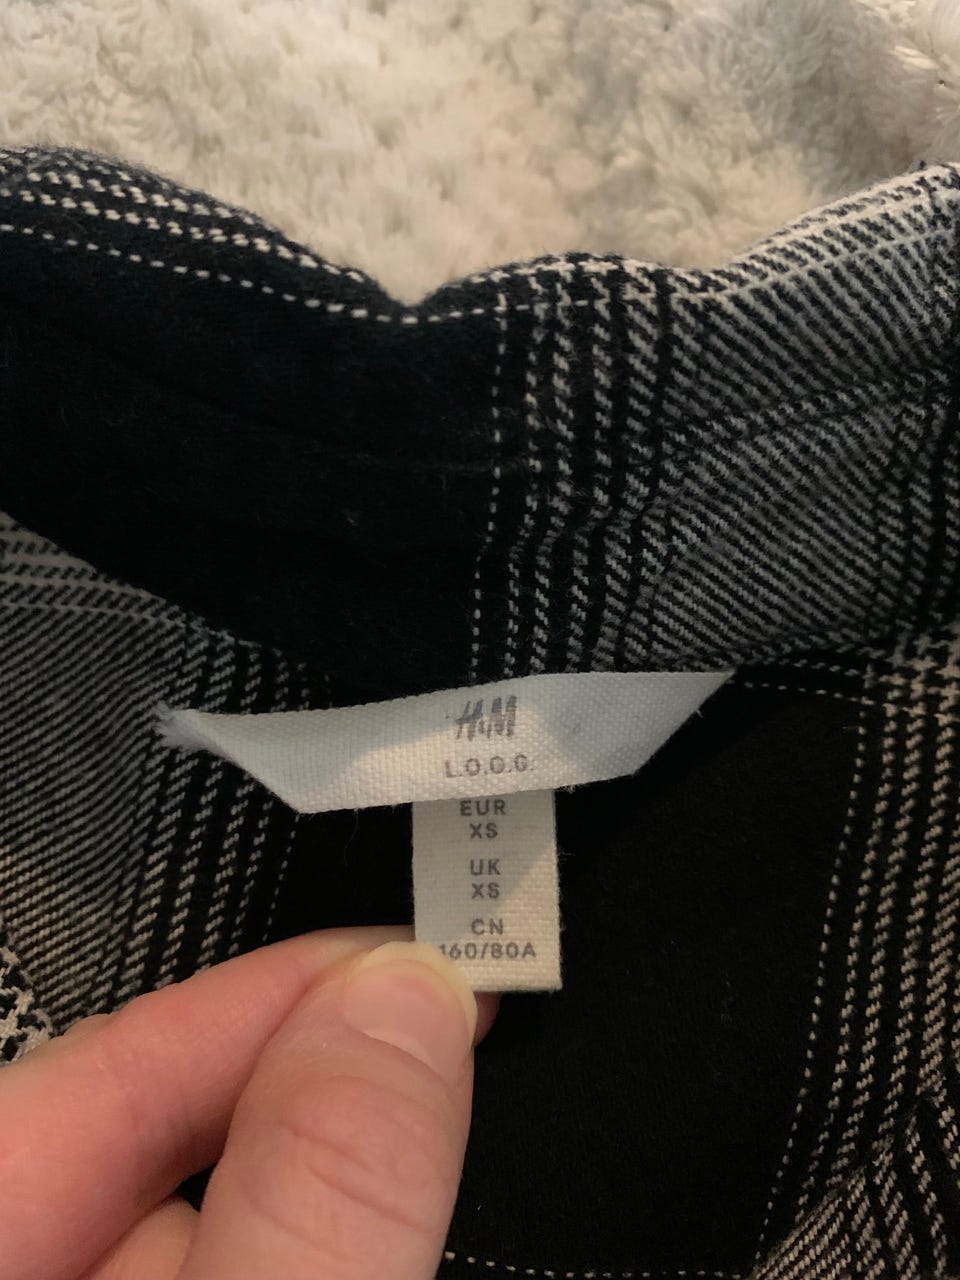 H&M
L.O.G.G.
EUR
XS
UK
XS
CN
160/80A